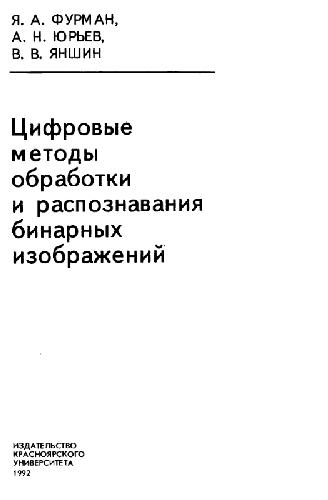 Я. А. ФУРМАН,
А. Н. ЮРЬЕВ,
В. В. ЯНШИН
Цифровые
методы
обработки
и распознавания
бинарных
изображений
ИЗДАТЕЛЬСТВО
КРАСНОЯРСКОГО
УНИВЕРСИТЕТА
1992